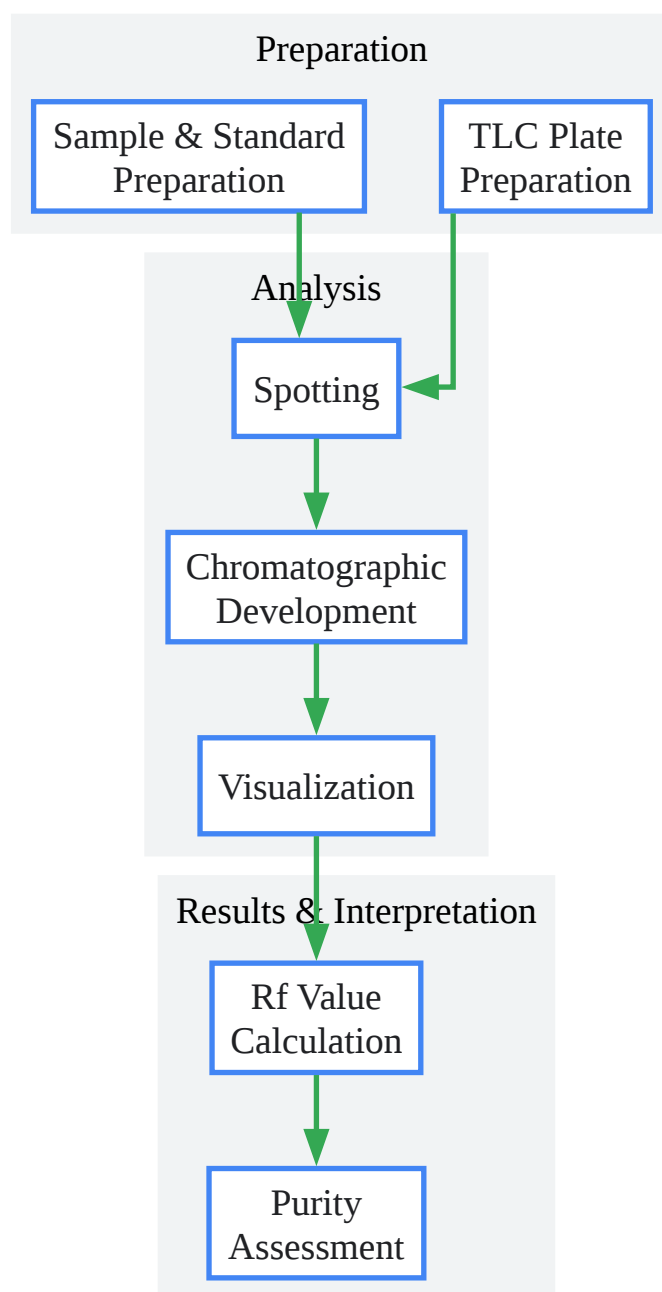 Preparation
Sample & Standard
Preparation
TLC Plate
Preparation
Analysis
Spotting
Chromatographic
Development
Visualization
Results & Interpretation
Rf Value
Calculation
Purity
Assessment